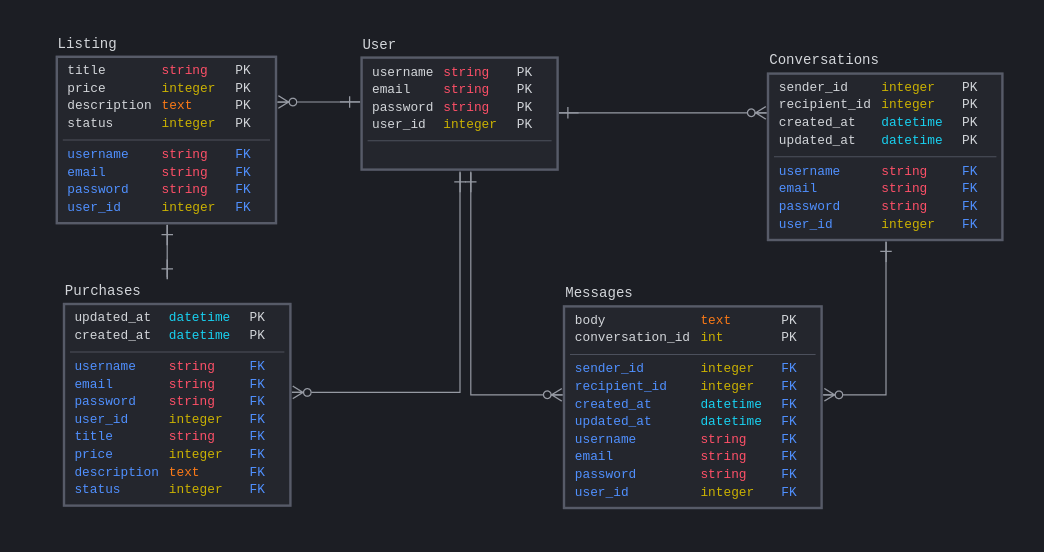 Listing
title string PK
price integer PK
description text PK
status integer PK
username string FK
email string FK
password string FK
user_id integer FK
User
username string PK
email string PK
password string PK
user_id integer PK
Conversations
sender_id integer PK
recipient_id integer PK
created_at datetime PK
updated_at datetime PK
username string FK
email string FK
password string FK
user_id integer FK
Purchases
updated_at datetime PK
created_at datetime PK
username string FK
email string FK
password string FK
user_id integer FK
title string FK
price integer FK
description text FK
status integer FK
Messages
body text PK
conversation_id int PK
sender_id integer FK
recipient_id integer FK
created_at datetime FK
updated_at datetime FK
username string FK
email string FK
password string FK
user_id integer FK